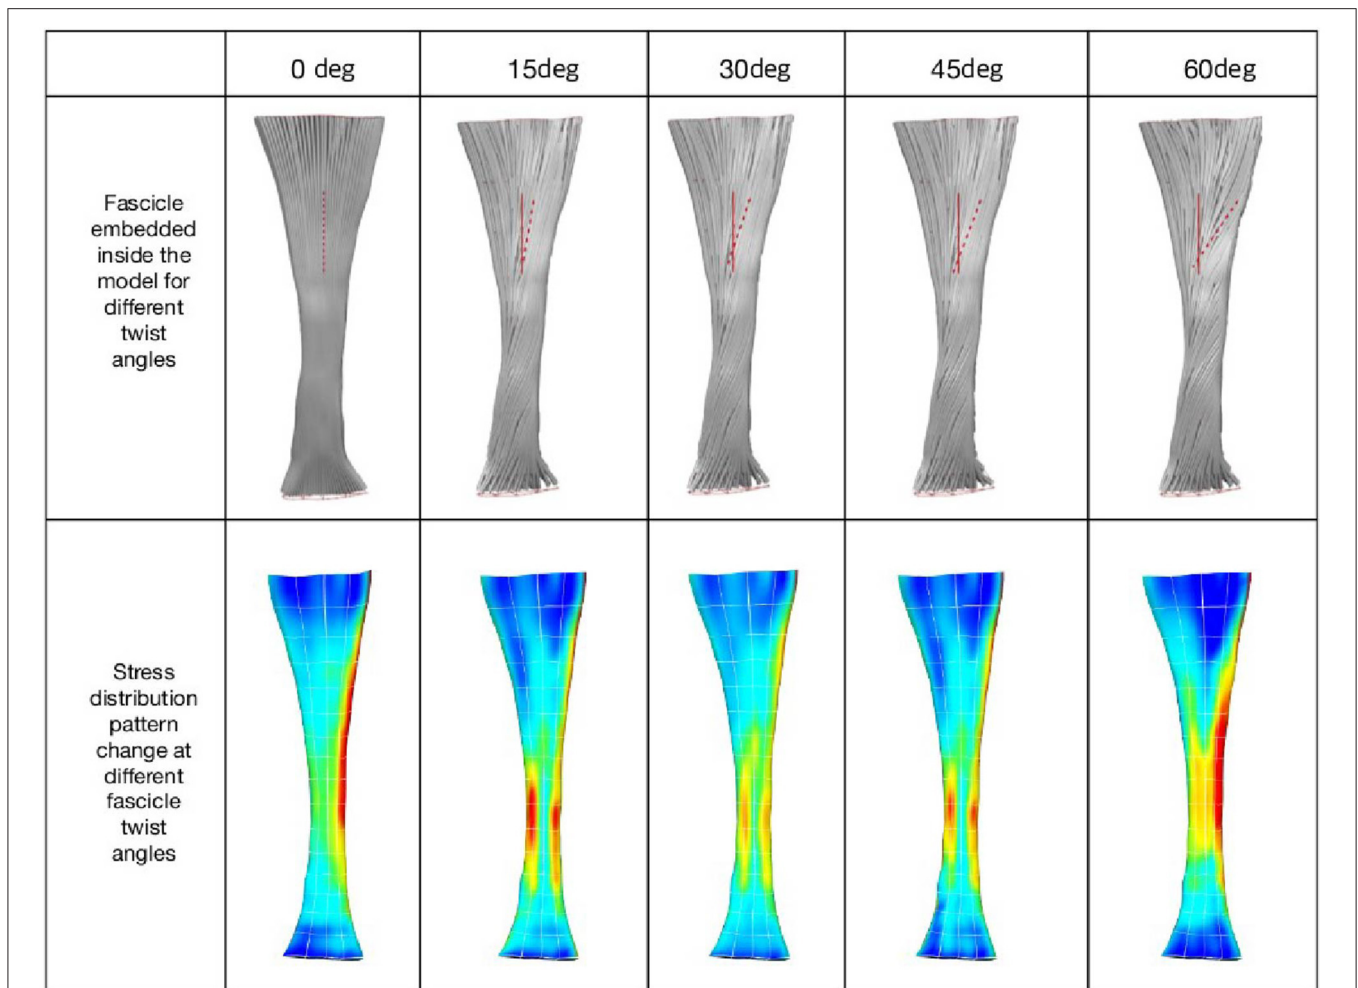 0 deg
15deg
30deg
45deg
60deg
Fascicle
embedded
inside the
model for
different
twist
angles
Stress
distribution
pattern
change at
different
fascicle
twist
angles